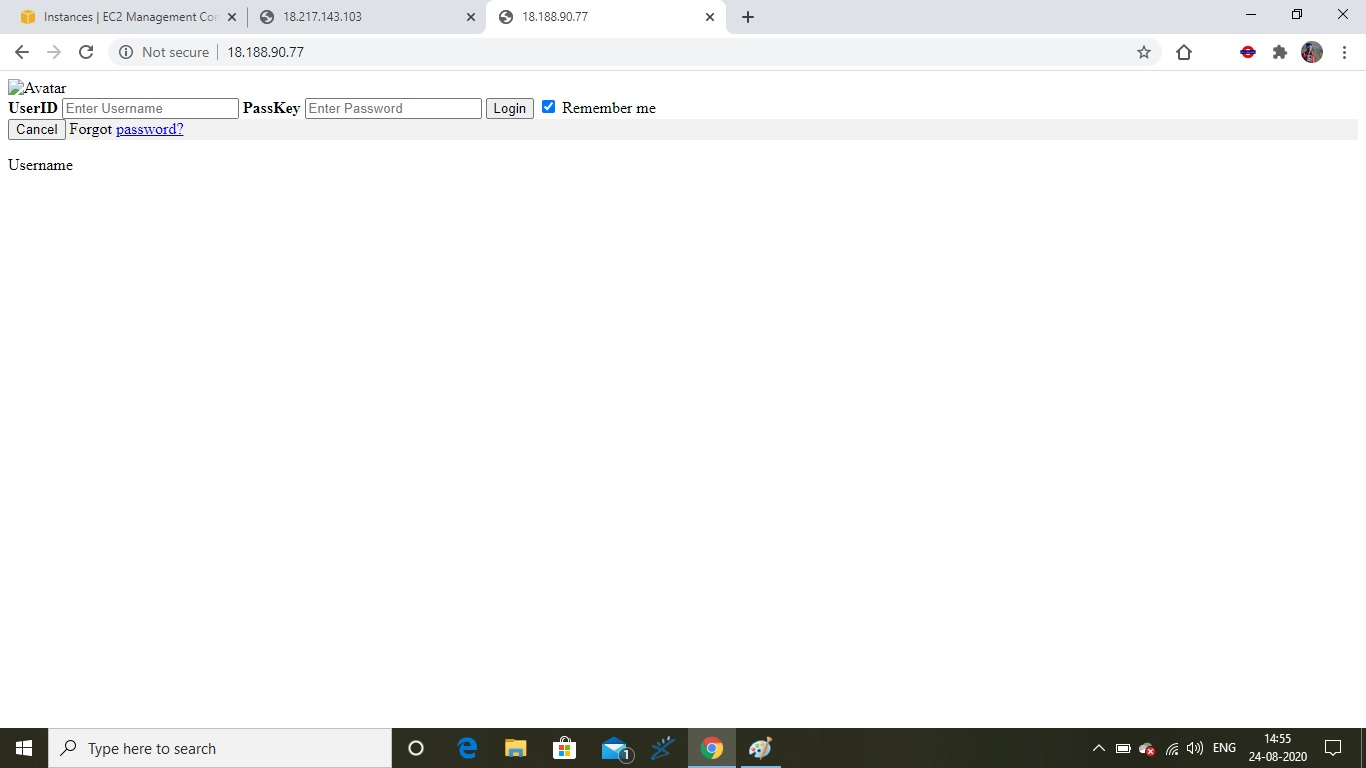 Instances | EC2 Management Con
18.217.143.103
18.188.90.77
Not secure
18.188.90.77
Avatar
UserID Enter Username PassKey Enter Password Login Remember me
Cancel Forgot password?
Username
Type here to search
1
ENG
14:55
24-08-2020